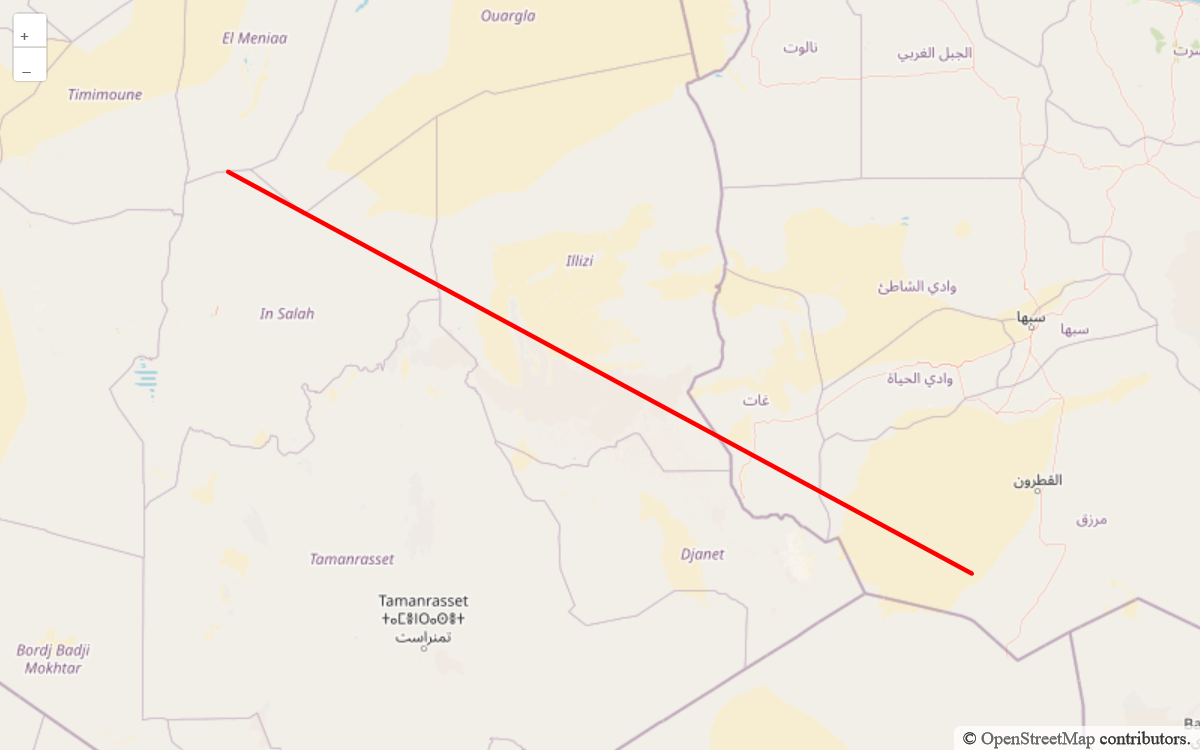 Ouargla
+
El Meniaa
نالوت
الجبل الغربي
سرت
–
Timimoune
Illizi
وادي الشاطئ
In Salah
سبها
سبها
وادي الحياة
غات
القطرون
مرزق
Tamanrasset
Djanet
Tamanrasset
ⵜⴰⵎⵏⵔⴰⵙⵜ
تمنراست
Bordj Badji
Mokhtar
Ba
© OpenStreetMap contributors.